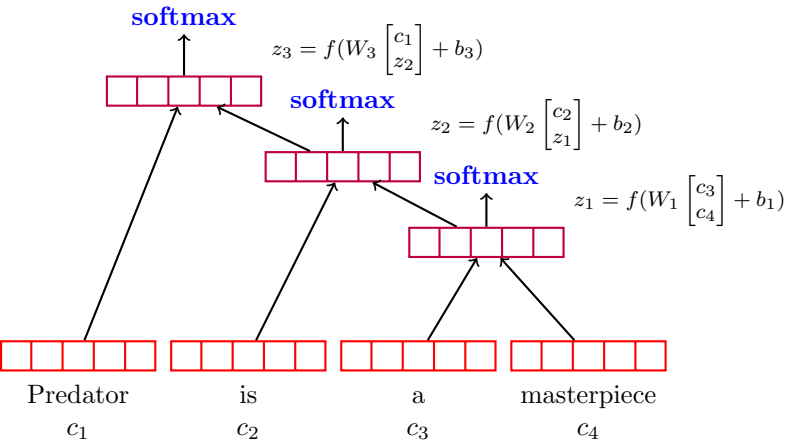 softmax
z₃ = f(W₃ [c₁ z₂] + b₃)
softmax
z₂ = f(W₂ [c₂ z₁] + b₂)
softmax
z₁ = f(W₁ [c₃ c₄] + b₁)
Predator is a masterpiece
c₁ c₂ c₃ c₄